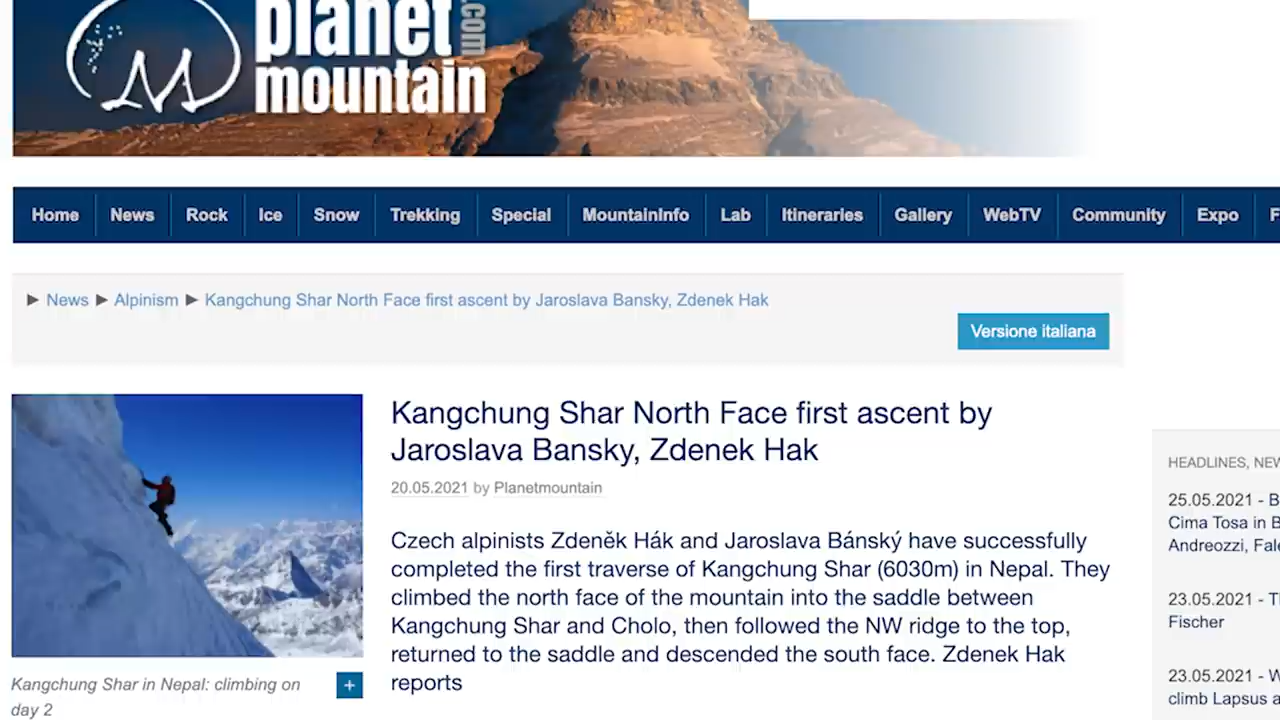 planet .com
mountain
Home News Rock Ice Snow Trekking Special MountainInfo Lab Itineraries Gallery WebTV Community Expo
News Alpinism Kangchung Shar North Face first ascent by Jaroslava Bansky, Zdenek Hak
Versione italiana
Kangchung Shar North Face first ascent by
Jaroslava Bansky, Zdenek Hak
20.05.2021 by Planetmountain
Czech alpinists Zdeněk Hák and Jaroslava Bánský have successfully
completed the first traverse of Kangchung Shar (6030m) in Nepal. They
climbed the north face of the mountain into the saddle between
Kangchung Shar and Cholo, then followed the NW ridge to the top,
returned to the saddle and descended the south face. Zdenek Hak
reports
Kangchung Shar in Nepal: climbing on
day 2
HEADLINES,
25.05.2021 -
Cima Tosa in
Andreozzi,
23.05.2021 -
Fischer
23.05.2021 -
climb Lapsus